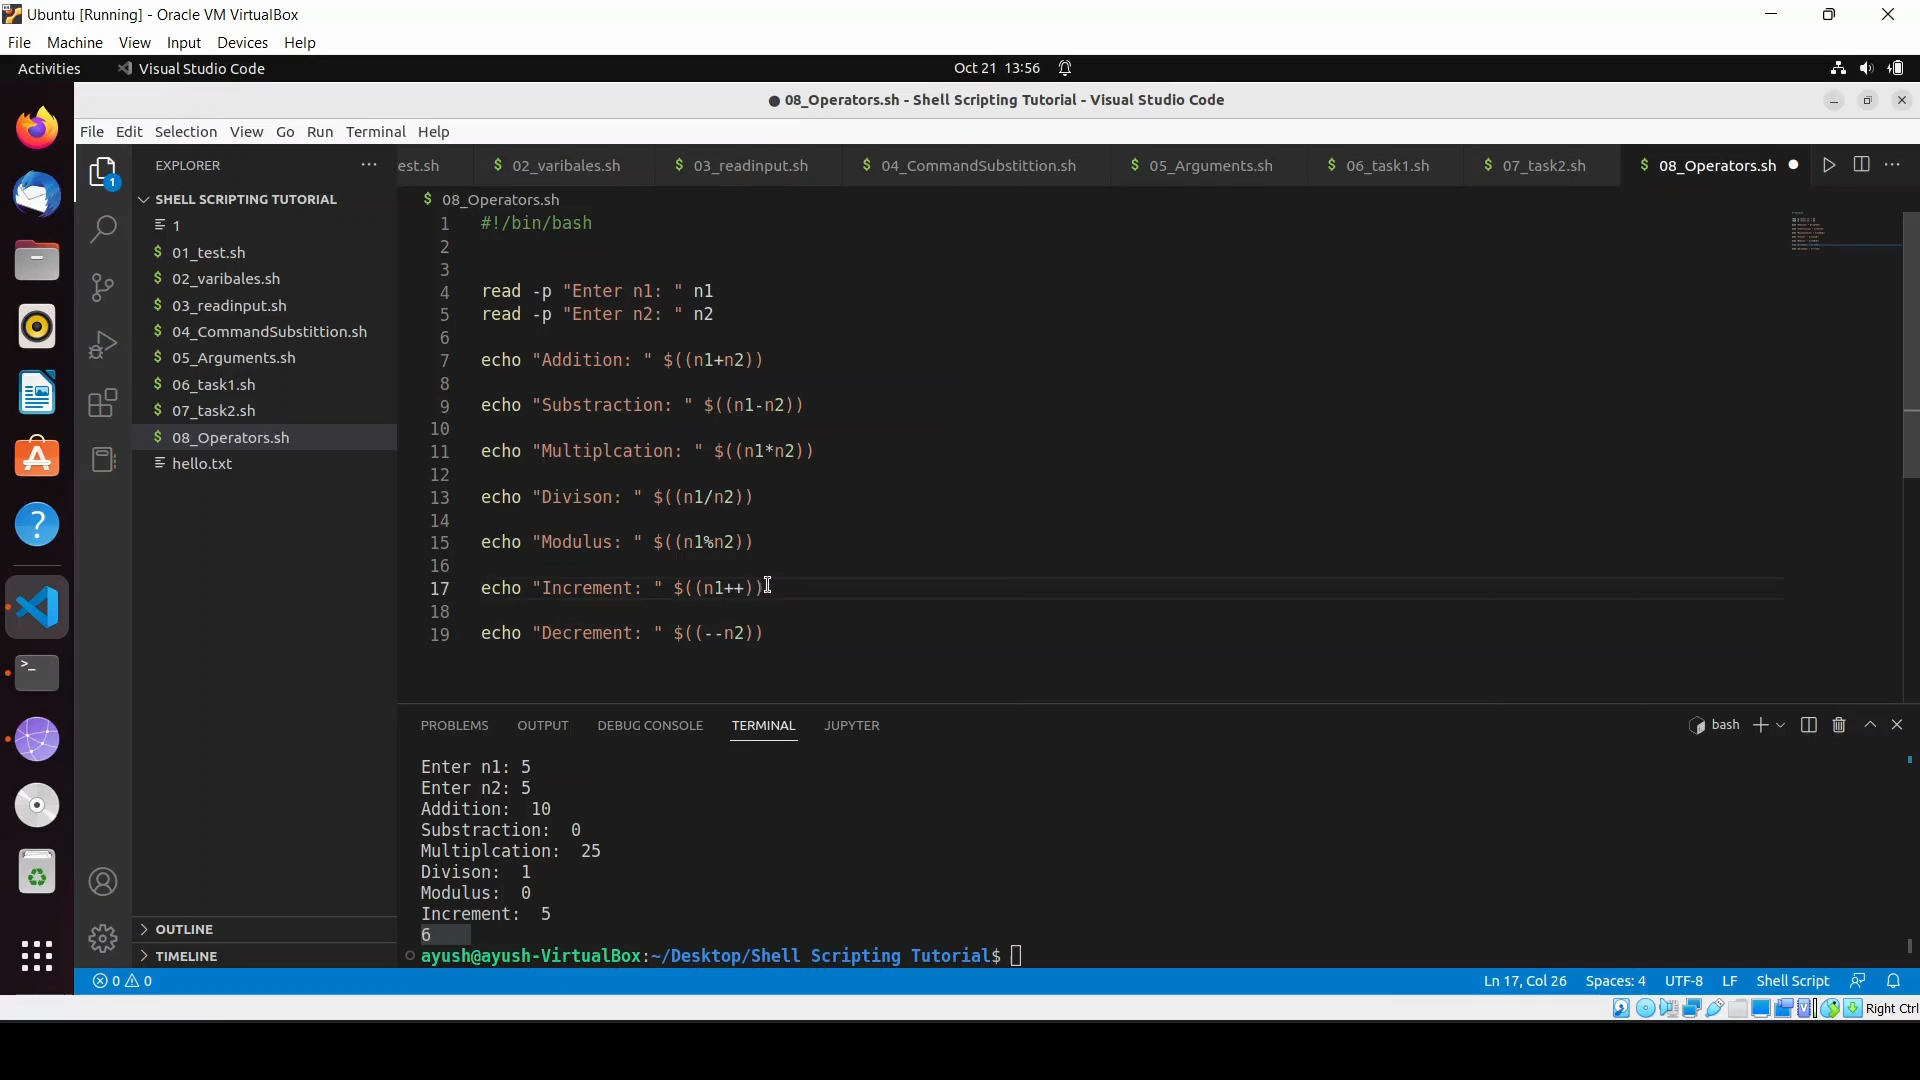 Ubuntu [Running] - Oracle VM VirtualBox
File Machine View Input Devices Help
Activities Visual Studio Code Oct 21 13:56
● 08_Operators.sh - Shell Scripting Tutorial - Visual Studio Code
File Edit Selection View Go Run Terminal Help
EXPLORER ··· est.sh $ 02_varibales.sh $ 03_readinput.sh $ 04_CommandSubstittion.sh $ 05_Arguments.sh $ 06_task1.sh $ 07_task2.sh $ 08_Operators.sh ● ···
SHELL SCRIPTING TUTORIAL
1
$ 01_test.sh
$ 02_varibales.sh
$ 03_readinput.sh
$ 04_CommandSubstittion.sh
$ 05_Arguments.sh
$ 06_task1.sh
$ 07_task2.sh
$ 08_Operators.sh
hello.txt
OUTLINE
TIMELINE
1
$ 08_Operators.sh
1 #!/bin/bash
2
3
4 read -p "Enter n1: " n1
5 read -p "Enter n2: " n2
6
7 echo "Addition: " $((n1+n2))
8
9 echo "Substraction: " $((n1-n2))
10
11 echo "Multiplcation: " $((n1*n2))
12
13 echo "Divison: " $((n1/n2))
14
15 echo "Modulus: " $((n1%n2))
16
17 echo "Increment: " $((n1++))
18
19 echo "Decrement: " $((--n2))
PROBLEMS OUTPUT DEBUG CONSOLE TERMINAL JUPYTER bash
Enter n1: 5
Enter n2: 5
Addition:  10
Substraction:  0
Multiplcation:  25
Divison:  1
Modulus:  0
Increment:  5
6
ayush@ayush-VirtualBox:~/Desktop/Shell Scripting Tutorial$
0 0 Ln 17, Col 26 Spaces: 4 UTF-8 LF Shell Script
Right Ctrl